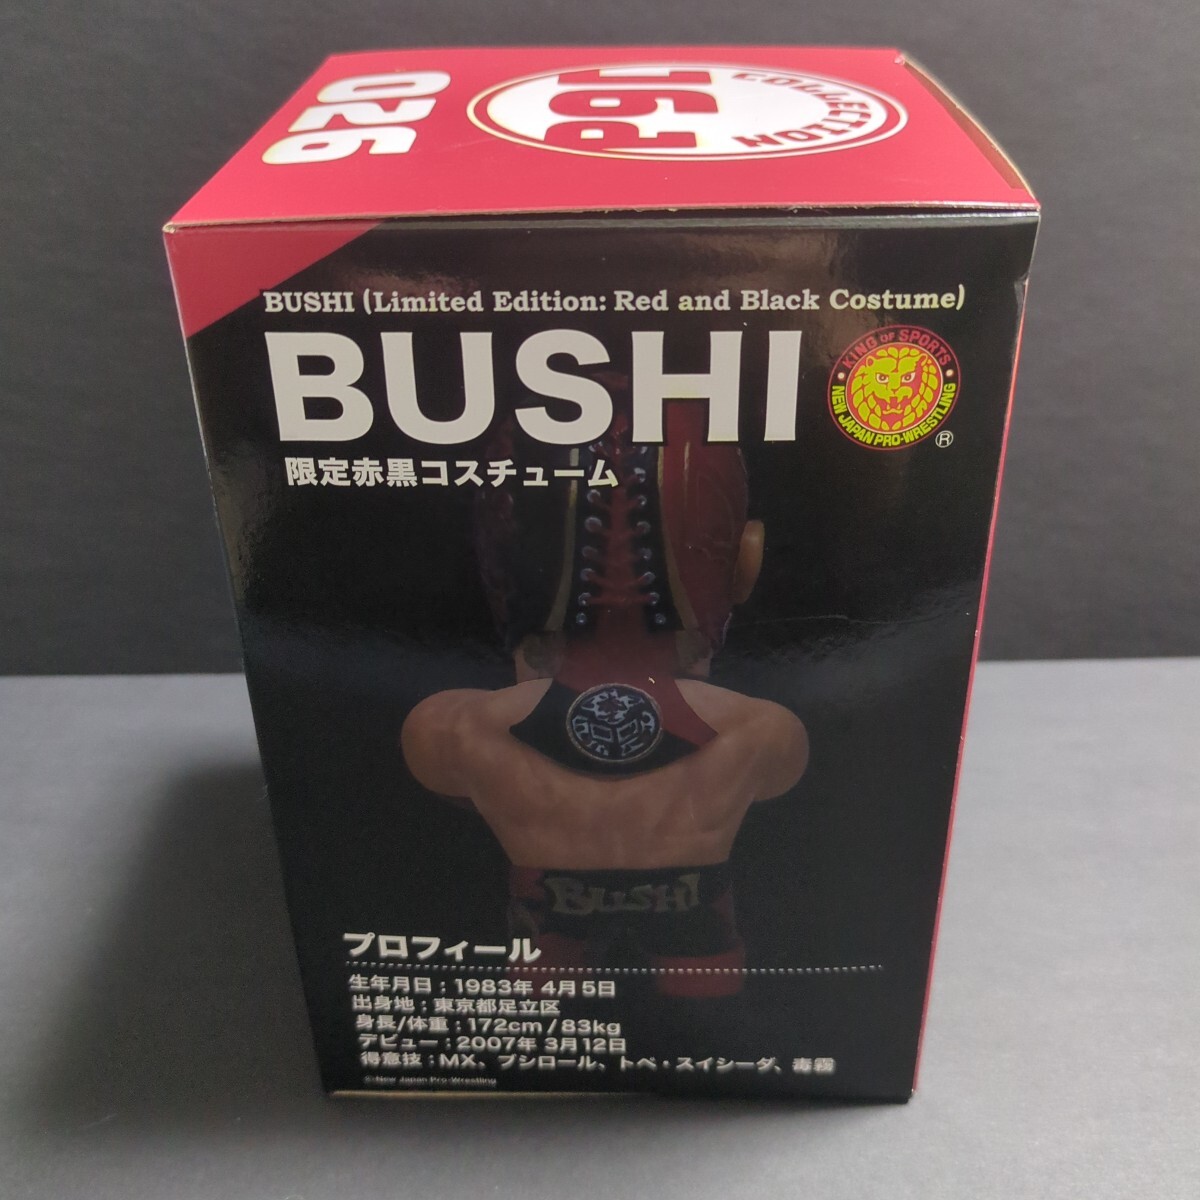 026
16P
COLLECTION
BUSHI (Limited Edition: Red and Black Costume)
BUSHI
KING OF SPORTS
NEW JAPAN PRO-WRESTLING
®
限定赤黒コスチューム
BUSHI
プロフィール
生年月日：1983年 4月5日
出身地：東京都足立区
身長/体重：172cm/83kg
デビュー：2007年 3月12日
得意技：MX、ブシロール、トペ・スイシーダ、毒霧
©New Japan Pro-Wrestling